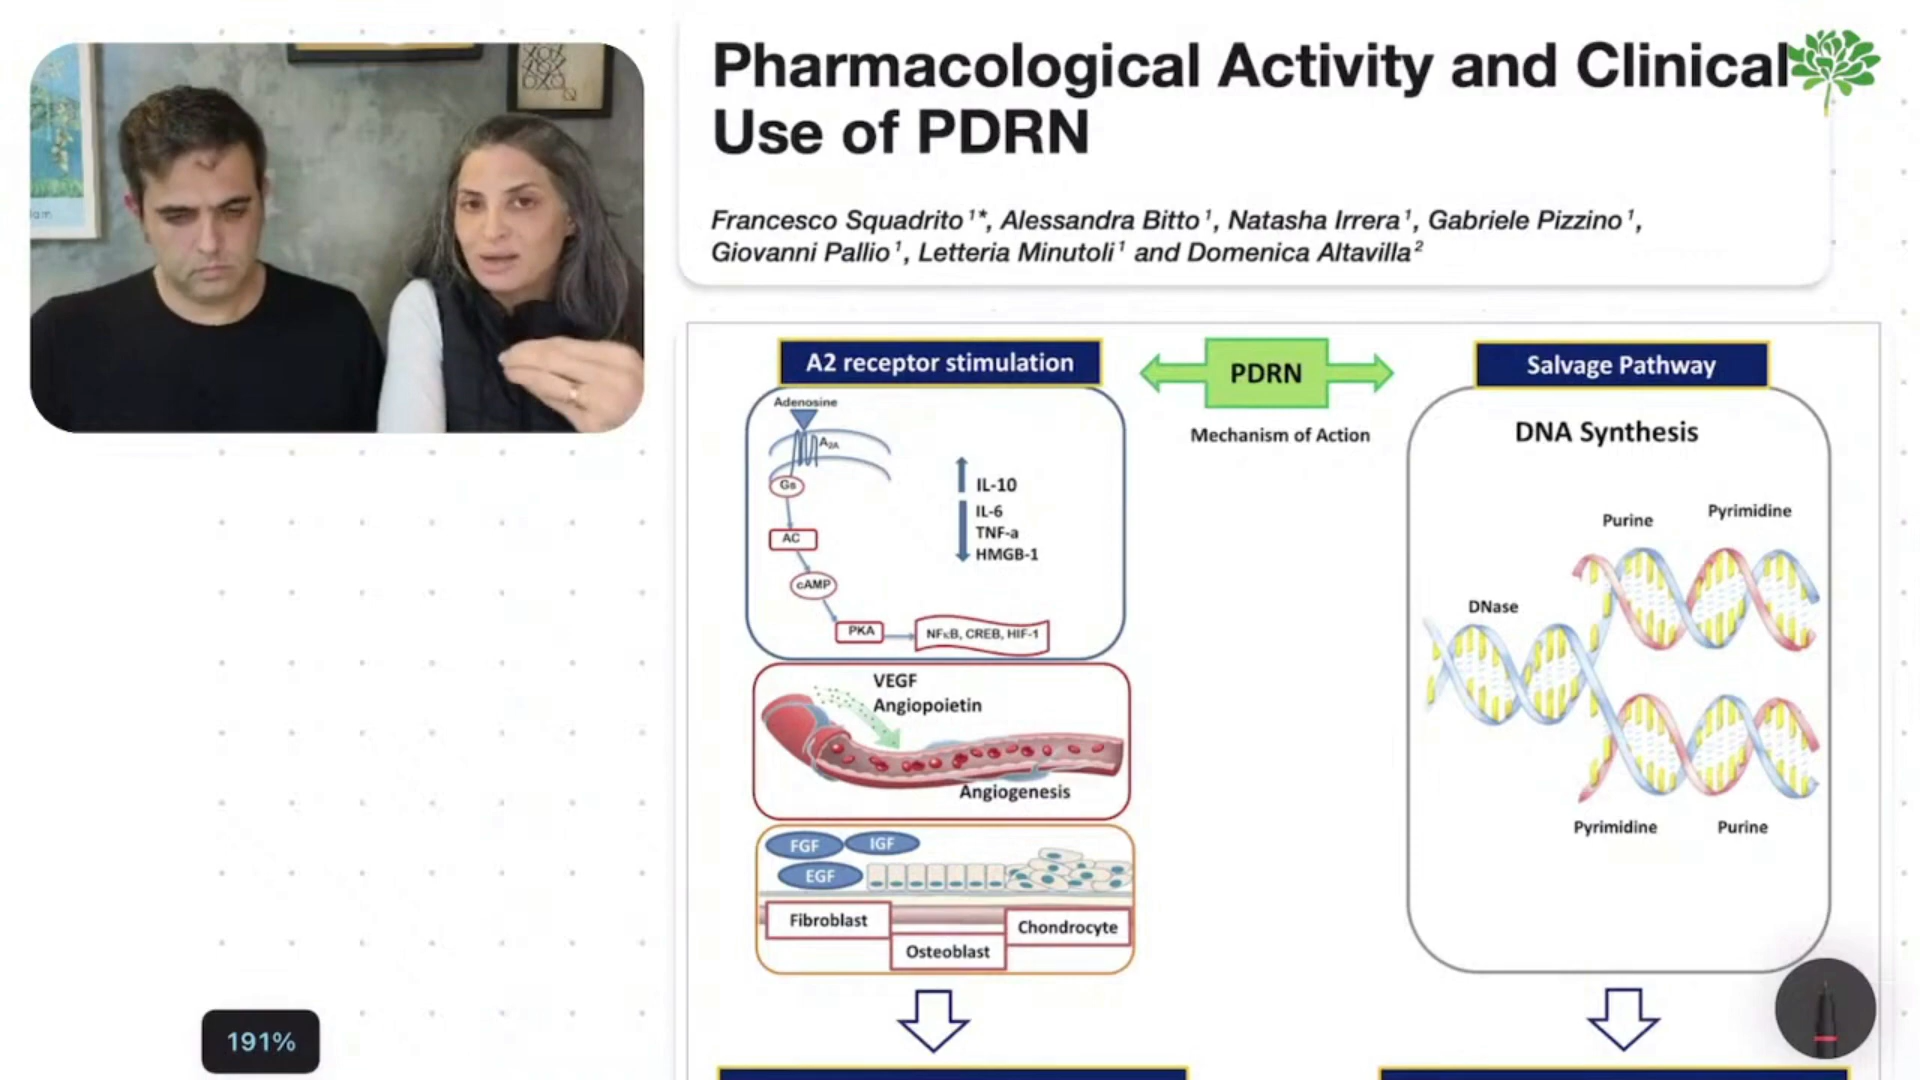 Pharmacological Activity and Clinical
Use of PDRN
Francesco Squadrito 1*, Alessandra Bitto 1, Natasha Irrera 1, Gabriele Pizzino 1,
Giovanni Pallio 1, Letteria Minutoli 1 and Domenica Altavilla 2
A2 receptor stimulation
PDRN
Salvage Pathway
Mechanism of Action
Adenosine
A2A
Gs
AC
cAMP
PKA
NFκB, CREB, HIF-1
IL-10
IL-6
TNF-a
HMGB-1
VEGF
Angiopoietin
Angiogenesis
FGF
IGF
EGF
Fibroblast
Osteoblast
Chondrocyte
DNA Synthesis
Purine
Pyrimidine
DNase
Pyrimidine
Purine
191%